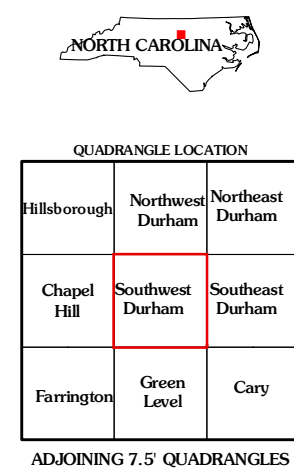 NORTH CAROLINA
QUADRANGLE LOCATION
Hillsborough
Northwest
Durham
Northeast
Durham
Chapel
Hill
Southwest
Durham
Southeast
Durham
Farrington
Green
Level
Cary
ADJOINING 7.5' QUADRANGLES